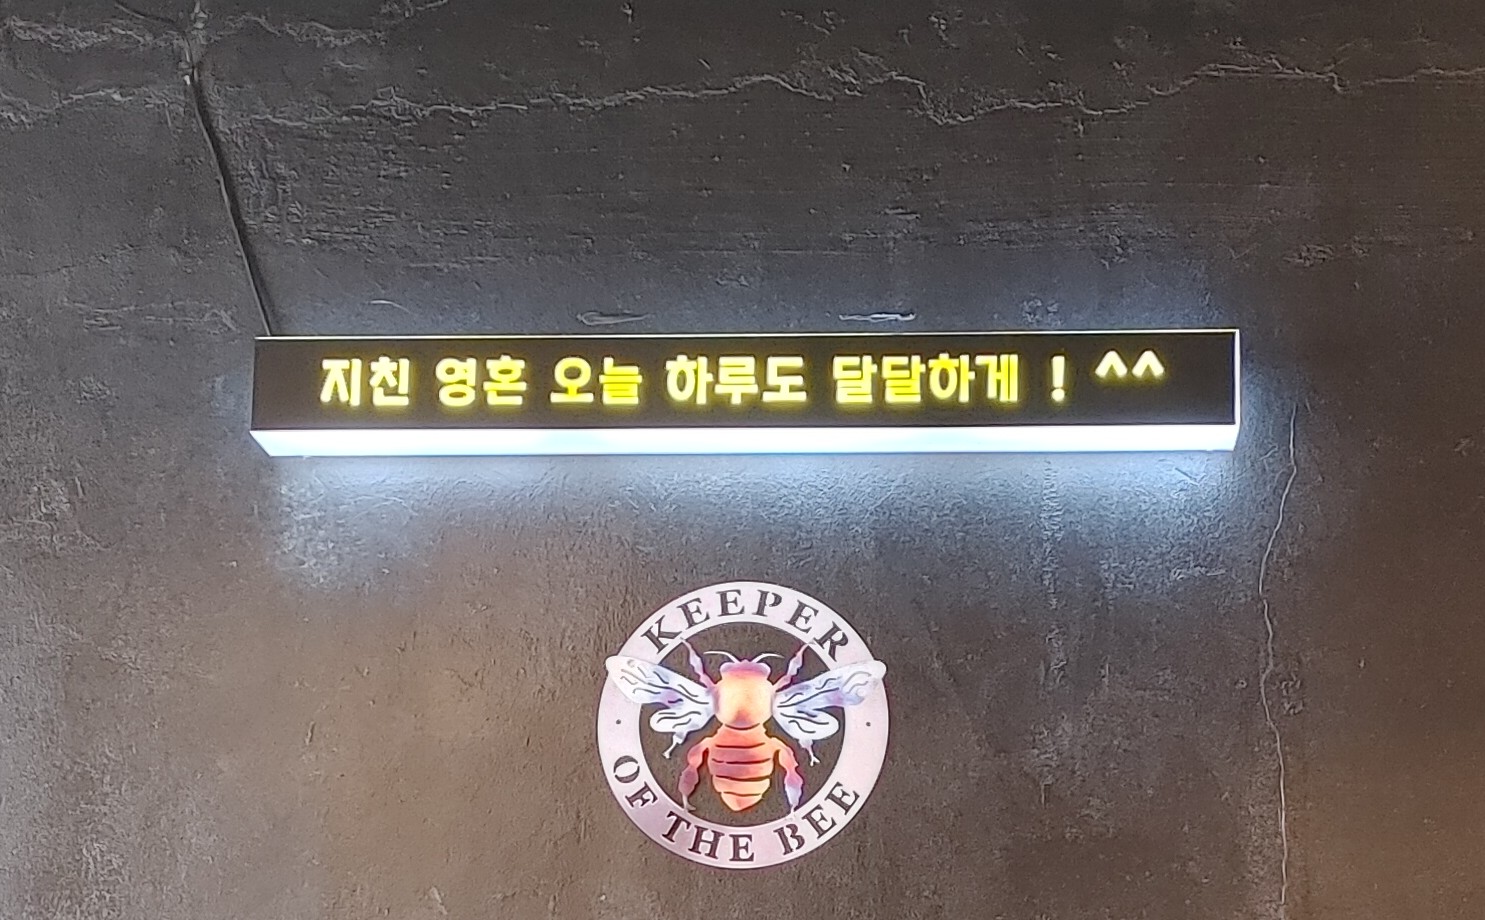 지친 영혼 오늘 하루도 달달하게 ! ^^
KEEPER
OF THE BEE